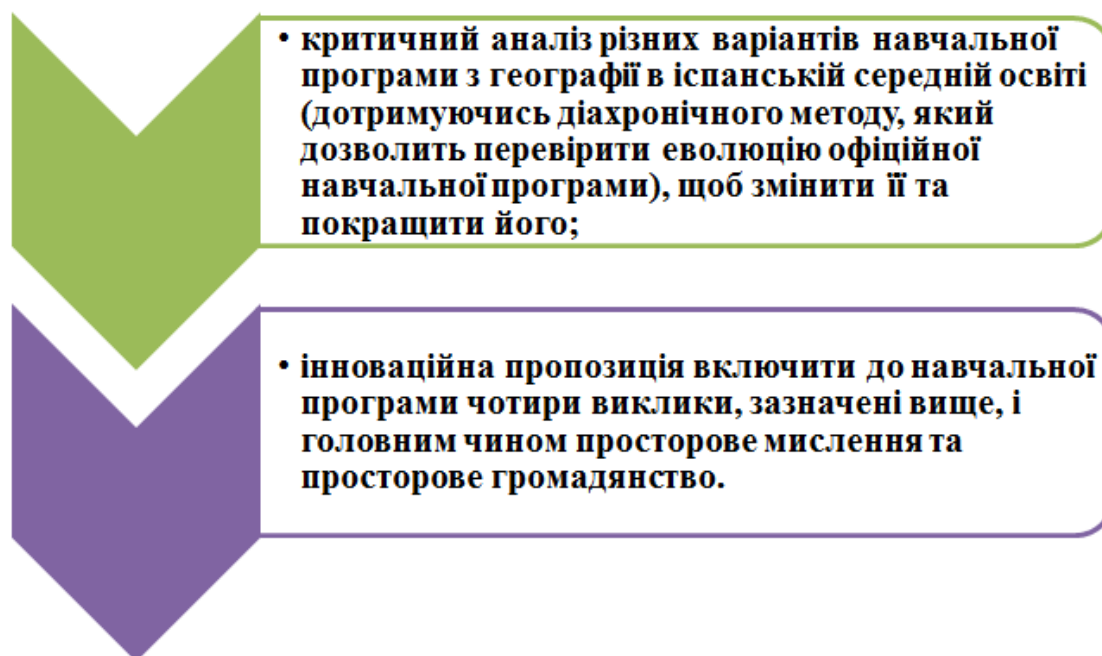 • критичний аналіз різних варіантів навчальної
програми з географії в іспанській середній освіті
(дотримуючись діахронічного методу, який
дозволить перевірити еволюцію офіційної
навчальної програми), щоб змінити її та
покращити його;
• інноваційна пропозиція включити до навчальної
програми чотири виклики, зазначені вище, і
головним чином просторове мислення та
просторове громадянство.